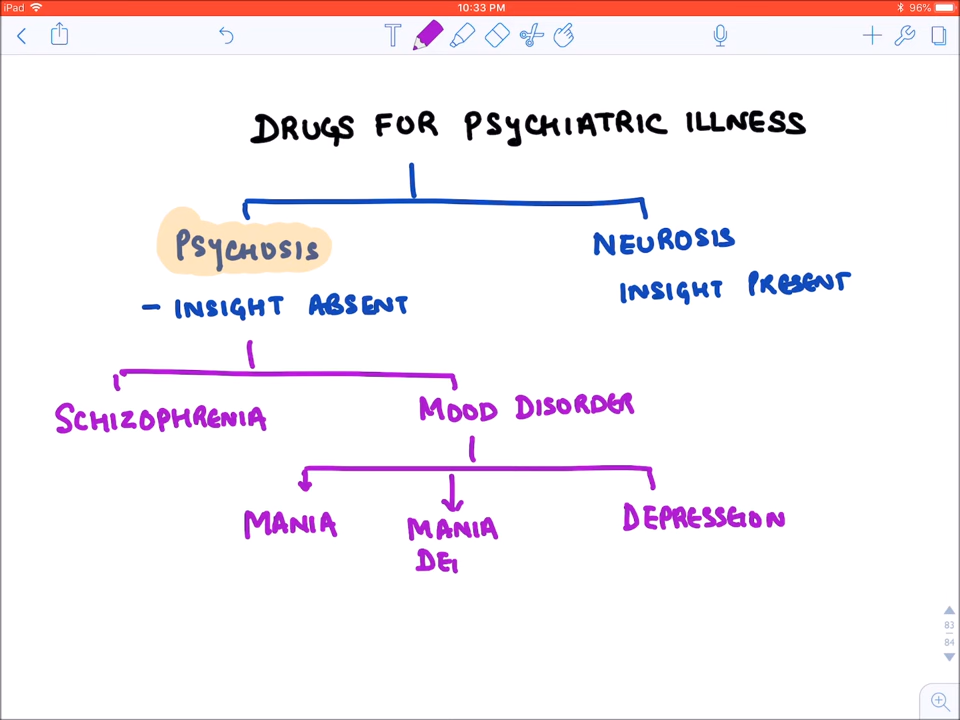 iPad 10:33 PM 96%
T
DRUGS FOR PSYCHIATRIC ILLNESS
PSYCHOSIS
NEUROSIS
- INSIGHT ABSENT
INSIGHT PRESENT
SCHIZOPHRENIA
MOOD DISORDER
MANIA
MANIA
DEPRESSION
DEP
83
84